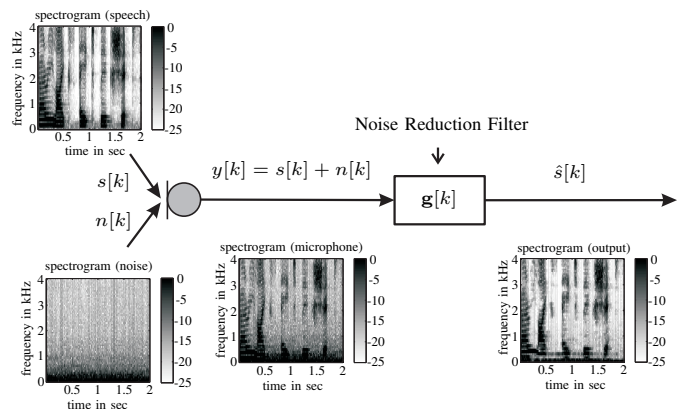 spectrogram (speech)
frequency in kHz
4
3
2
1
0
0.5 1 1.5 2
time in sec
0
-5
-10
-15
-20
-25
s[k]
n[k]
y[k] = s[k] + n[k]
Noise Reduction Filter
g[k]
ŝ[k]
spectrogram (noise)
frequency in kHz
4
3
2
1
0
0.5 1 1.5 2
time in sec
0
-5
-10
-15
-20
-25
spectrogram (microphone)
frequency in kHz
4
3
2
1
0
0.5 1 1.5 2
time in sec
0
-5
-10
-15
-20
-25
spectrogram (output)
frequency in kHz
4
3
2
1
0
0.5 1 1.5 2
time in sec
0
-5
-10
-15
-20
-25